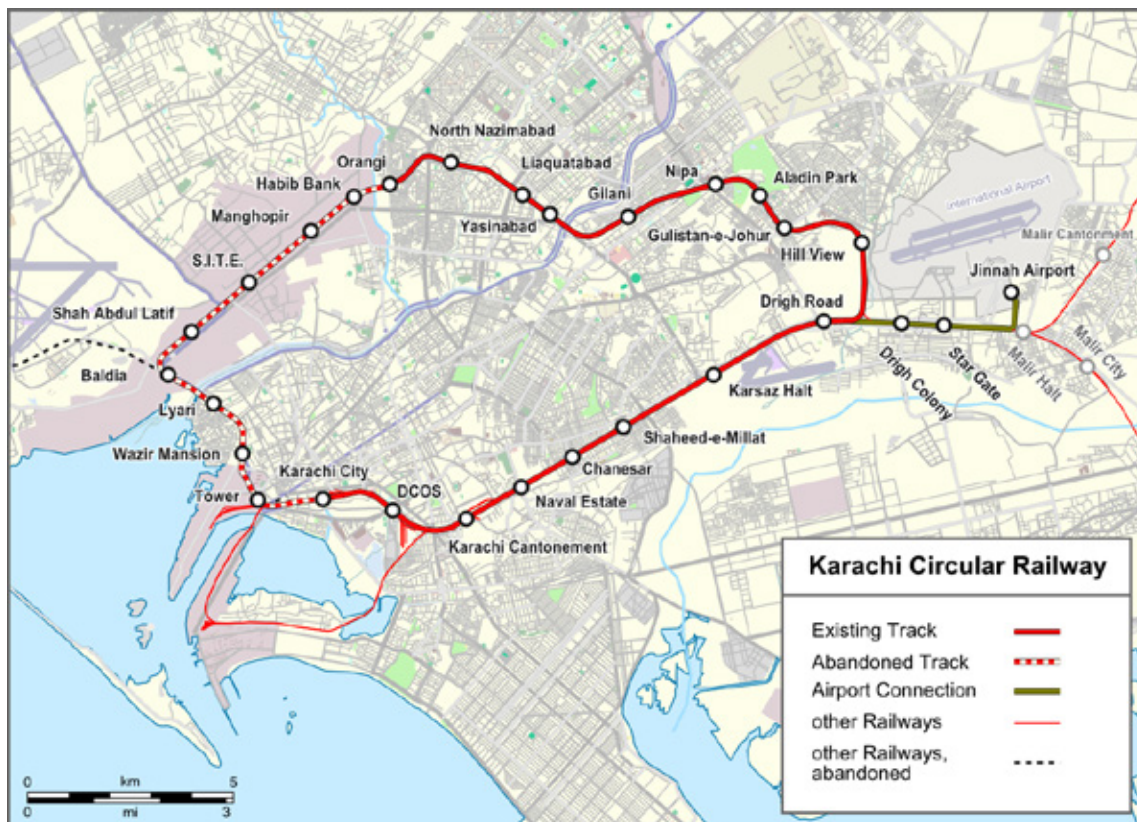 North Nazimabad
Orangi
Liaquatabad
Nipa
Aladin Park
Habib Bank
Gilani
International Airport
Manghopir
Yasinabad
Gulistan-e-Johur
Malir Cantonment
Hill View
S.I.T.E.
Jinnah Airport
Drigh Road
Shah Abdul Latif
Malir City
Malir Halt
Star Gate
Drigh Colony
Baldia
Karsaz Halt
Lyari
Shaheed-e-Millat
Wazir Mansion
Chanesar
Karachi City
DCOS
Tower
Naval Estate
Karachi Cantonement
Karachi Circular Railway
Existing Track
Abandoned Track
Airport Connection
other Railways
other Railways,
abandoned
0 km 5
0 mi 3